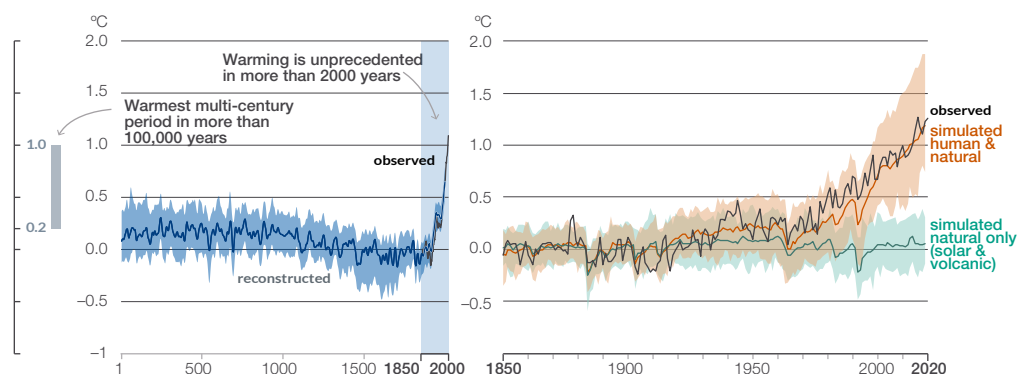 ºC
2.0
1.5
1.0
0.5
0.0
−0.5
−1
Warming is unprecedented
in more than 2000 years
Warmest multi-century
period in more than
100,000 years
1.0
0.2
observed
reconstructed
1
500
1000
1500
1850
2000
ºC
2.0
1.5
1.0
0.5
0.0
−0.5
observed
simulated
human &
natural
simulated
natural only
(solar &
volcanic)
1850
1900
1950
2000
2020